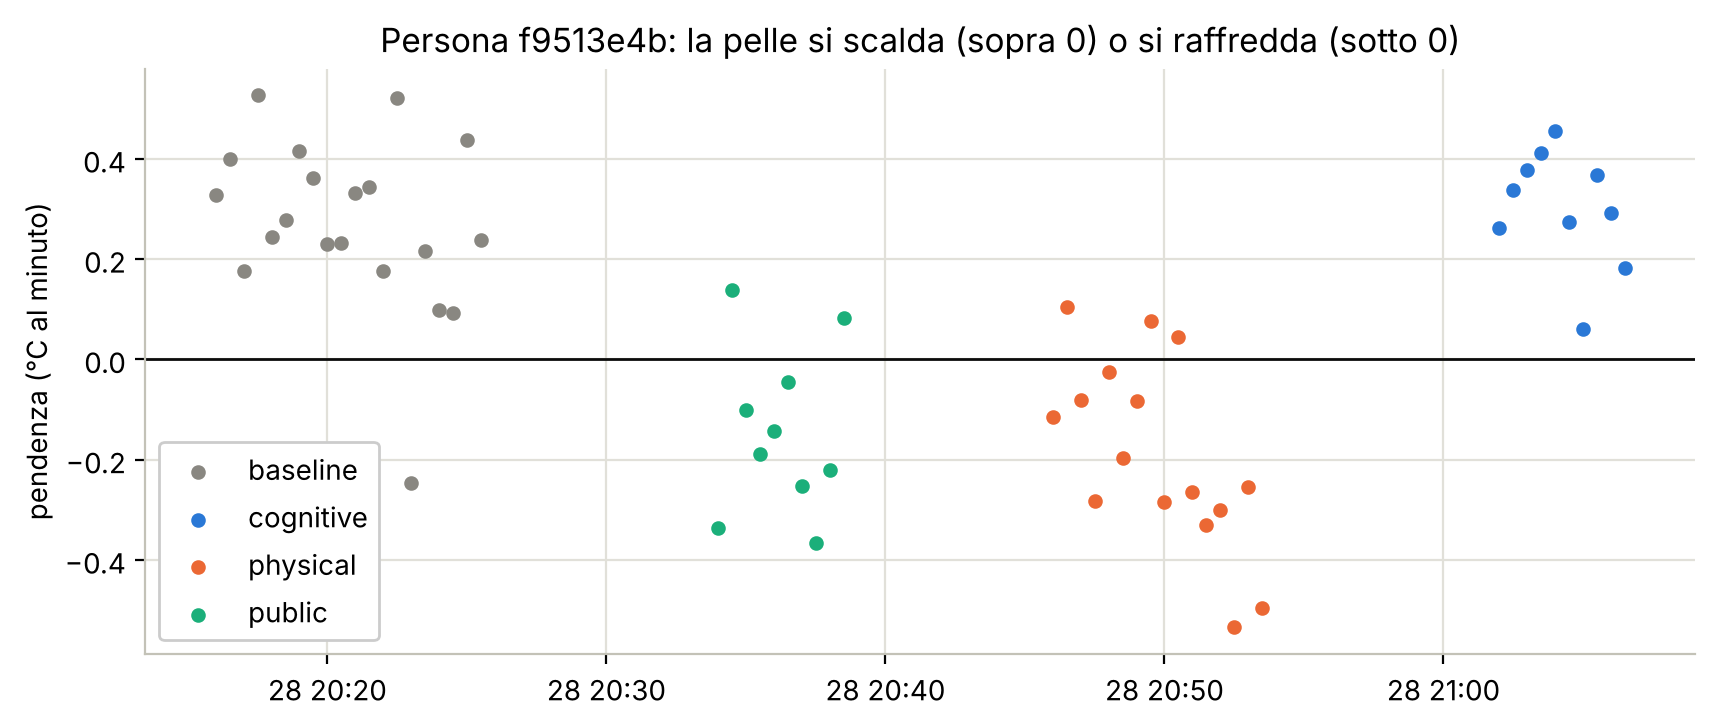 Persona f9513e4b: la pelle si scalda (sopra 0) o si raffredda (sotto 0)
pendenza (°C al minuto)
0.4
0.2
0.0
−0.2
−0.4
baseline
cognitive
physical
public
28 20:20
28 20:30
28 20:40
28 20:50
28 21:00